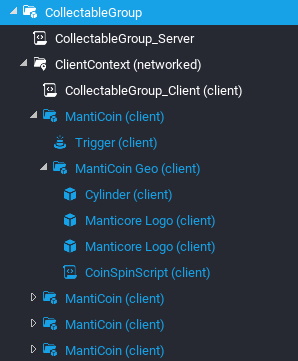 CollectableGroup
CollectableGroup_Server
ClientContext (networked)
CollectableGroup_Client (client)
MantiCoin (client)
Trigger (client)
MantiCoin Geo (client)
Cylinder (client)
Manticore Logo (client)
Manticore Logo (client)
CoinSpinScript (client)
MantiCoin (client)
MantiCoin (client)
MantiCoin (client)